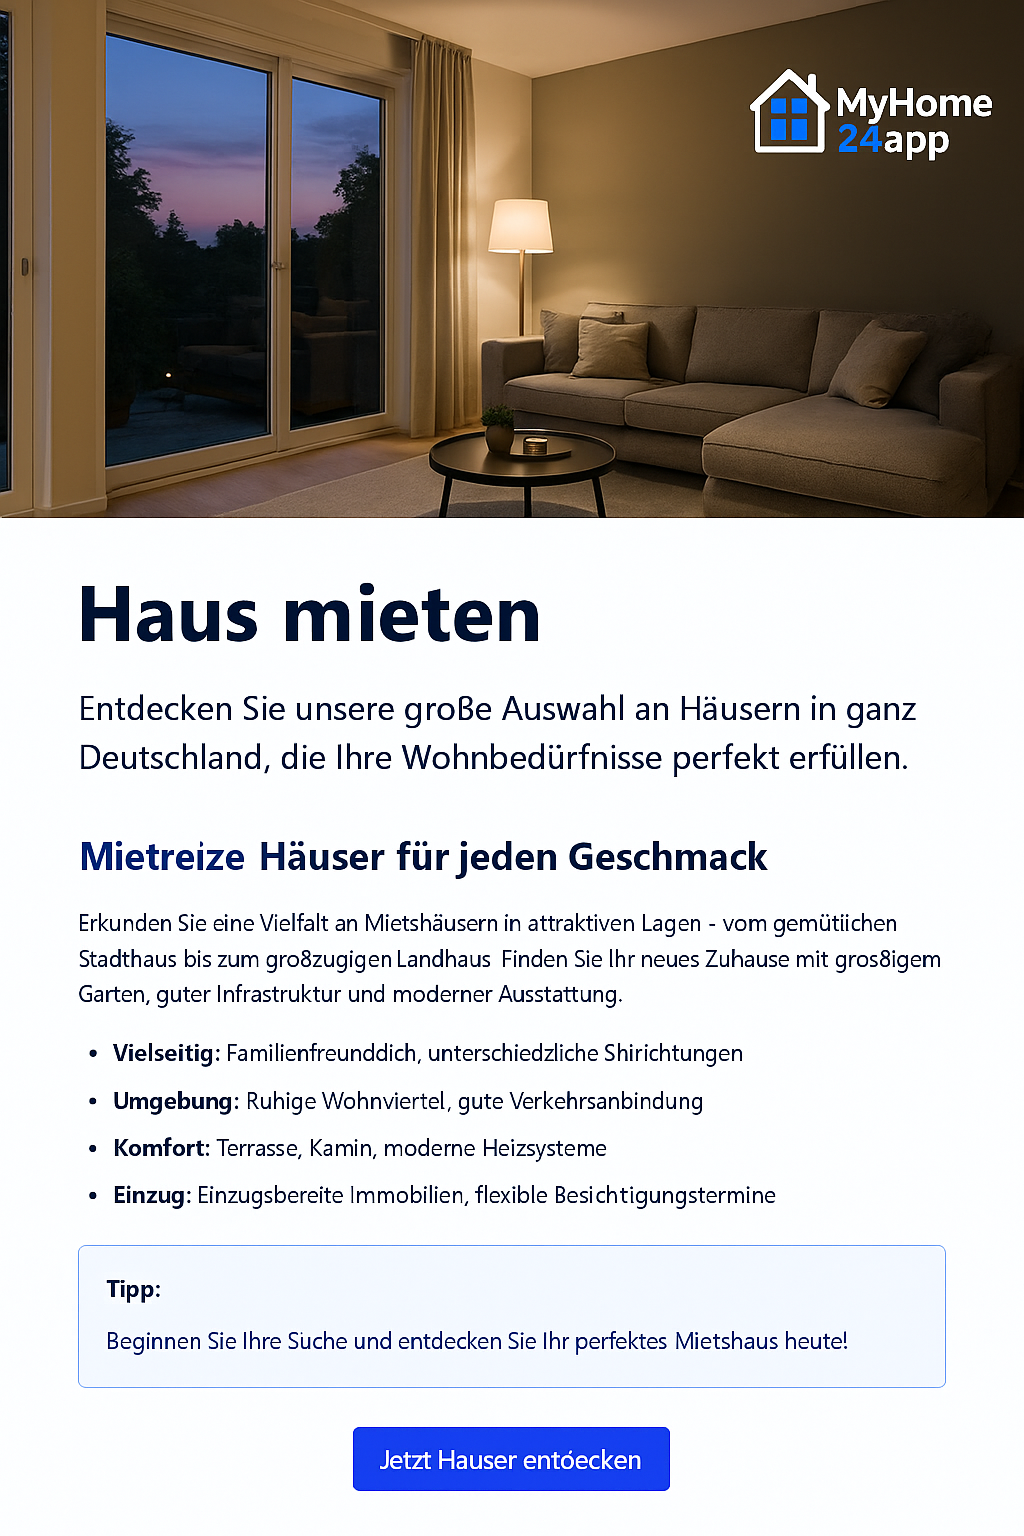 MyHome
24app
Haus mieten
Entdecken Sie unsere große Auswahl an Häusern in ganz
Deutschland, die Ihre Wohnbedürfnisse perfekt erfüllen.
Mietreize Häuser für jeden Geschmack
Erkunden Sie eine Vielfalt an Mietshäusern in attraktiven Lagen - vom gemütlichen
Stadthaus bis zum gro8zugigen Landhaus Finden Sie Ihr neues Zuhause mit gros8igem
Garten, guter Infrastruktur und moderner Ausstattung.
• Vielseitig: Familienfreunddich, unterschiedzliche Shirichtungen
• Umgebung: Ruhige Wohnviertel, gute Verkehrsanbindung
• Komfort: Terrasse, Kamin, moderne Heizsysteme
• Einzug: Einzugsbereite Immobilien, flexible Besichtigungstermine
Tipp:
Beginnen Sie Ihre Suche und entdecken Sie Ihr perfektes Mietshaus heute!
Jetzt Hauser entóecken